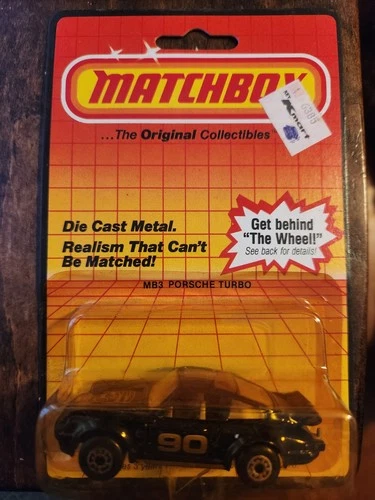 MATCHBOX
...The Original Collectibles
Kmart
Die Cast Metal.
Realism That Can't
Be Matched!
Get behind
"The Wheel!"
See back for details!
MB3 PORSCHE TURBO
90